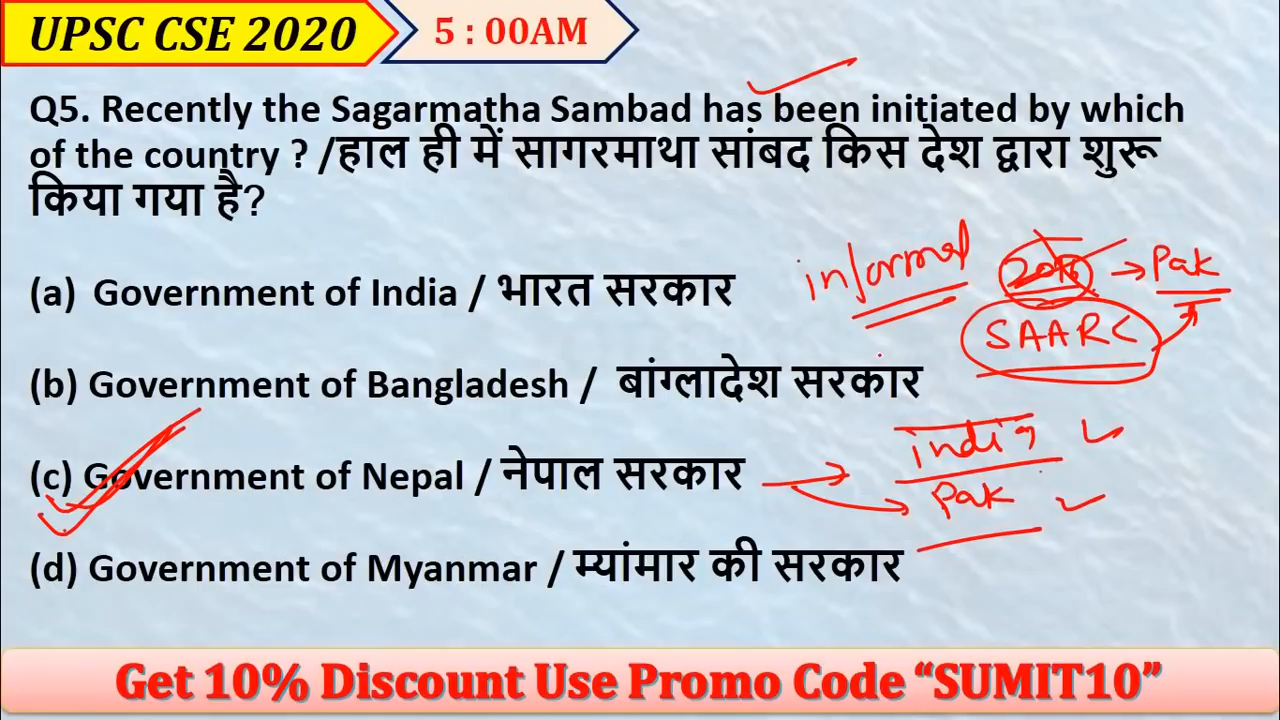 UPSC CSE 2020
5 : 00AM
Q5. Recently the Sagarmatha Sambad has been initiated by which
of the country ? /हाल ही में सागरमाथा सांबद किस देश द्वारा शुरू
किया गया है?
informal
Pak
(a) Government of India / भारत सरकार
SAARC
(b) Government of Bangladesh / बांग्लादेश सरकार
india
(c) Government of Nepal / नेपाल सरकार
Pak
(d) Government of Myanmar / म्यांमार की सरकार
Get 10% Discount Use Promo Code “SUMIT10”